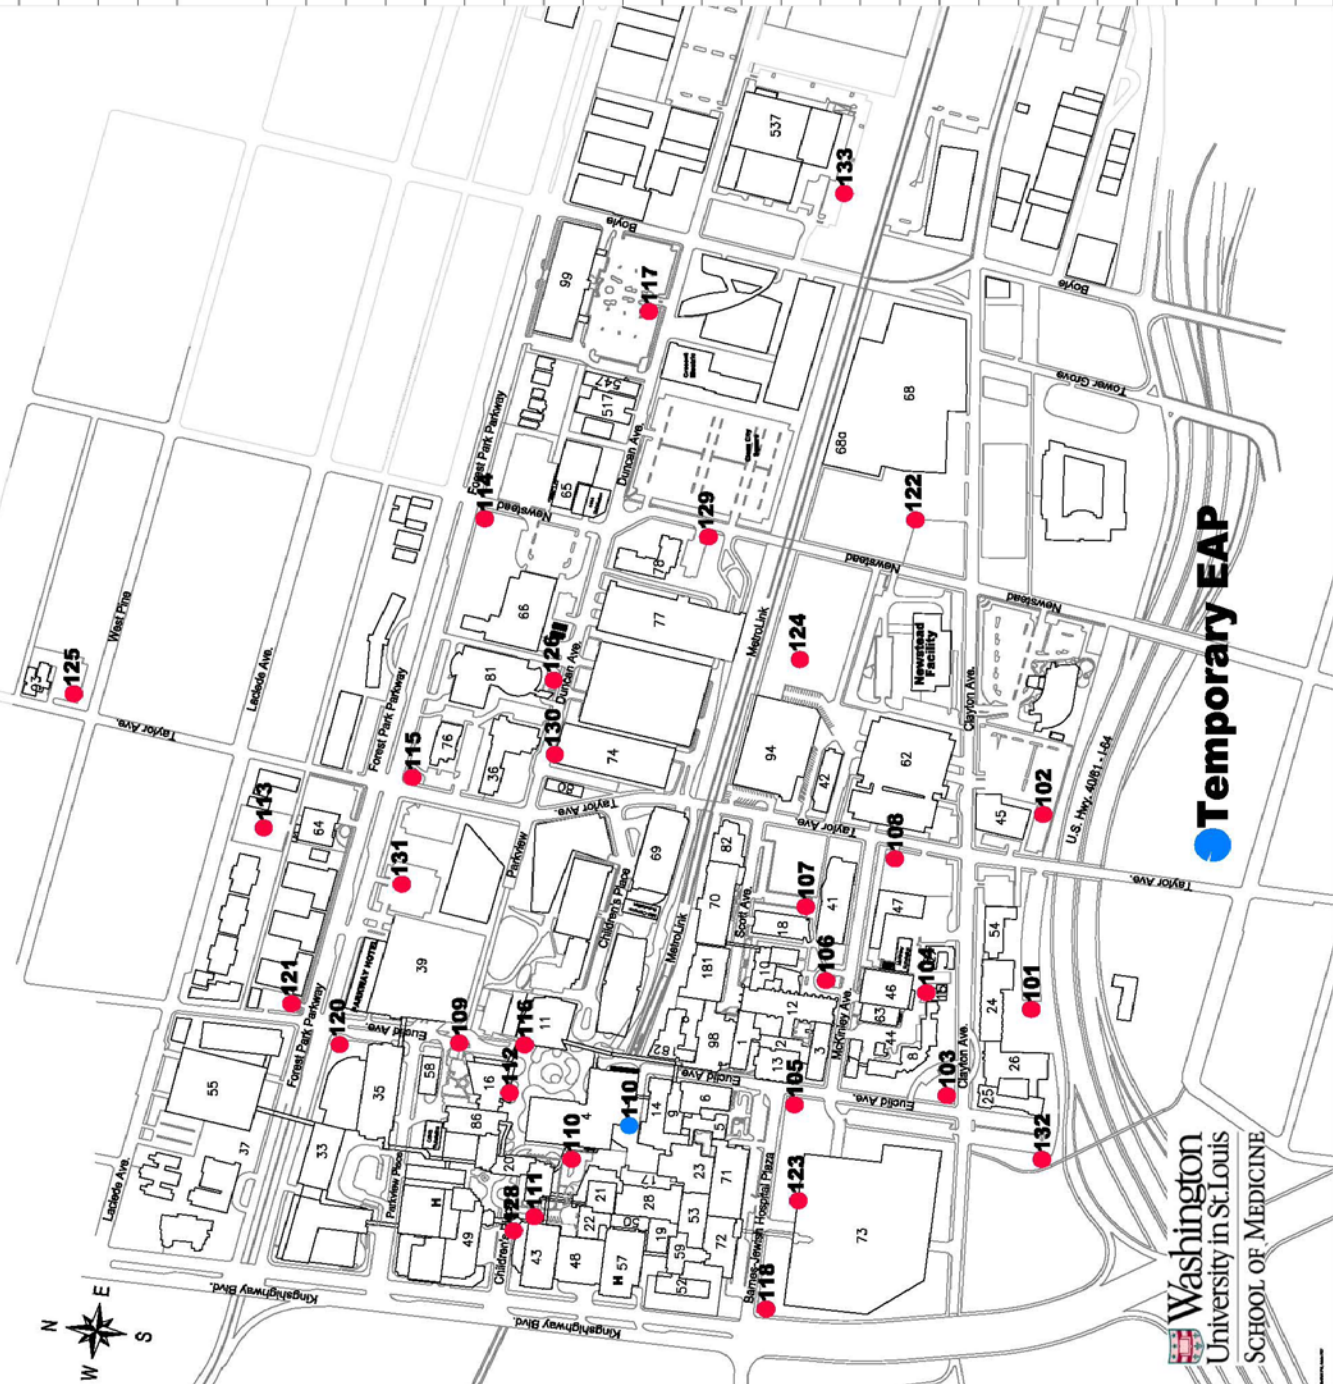 537
133
Boyle
99
117
Boyle
547
517
Tower Grove
68
68a
Forest Park Parkway
Duncan Ave.
65
114
Newstead
129
122
78
Newstead
66
77
Newstead
West Pine
125
93
Laclede Ave.
MetroLink
124
Newstead
Facility
126
Duncan Ave.
81
Taylor Ave.
Forest Park Parkway
Clayton Ave.
130
76
36
74
94
42
62
115
80
Taylor Ave.
Taylor Ave.
45
102
U.S. Hwy. 40/61 - I-64
Temporary EAP
113
64
131
Parkview
69
82
108
Taylor Ave.
Children's Place
MetroLink
70
Scott Ave.
107
41
18
47
54
PARKWAY HOTEL
39
181
10
106
104
46
24
101
121
Forest Park Parkway
120
Euclid Ave.
109
116
11
12
McKinley Ave.
63
44
8
Clayton Ave.
98
1
2
3
13
Euclid Ave.
26
25
55
35
58
16
112
110
4
14
9
6
5
105
103
Euclid Ave.
37
33
Parkview Place
86
20
110
17
23
71
132
Laclede Ave.
H
49
128
111
21
22
28
50
19
53
123
73
Barnes-Jewish Hospital Plaza
43
48
H 57
59
52
72
118
Kingshighway Blvd.
Kingshighway Blvd.
N
E
S
W
Washington
University in St. Louis
SCHOOL OF MEDICINE